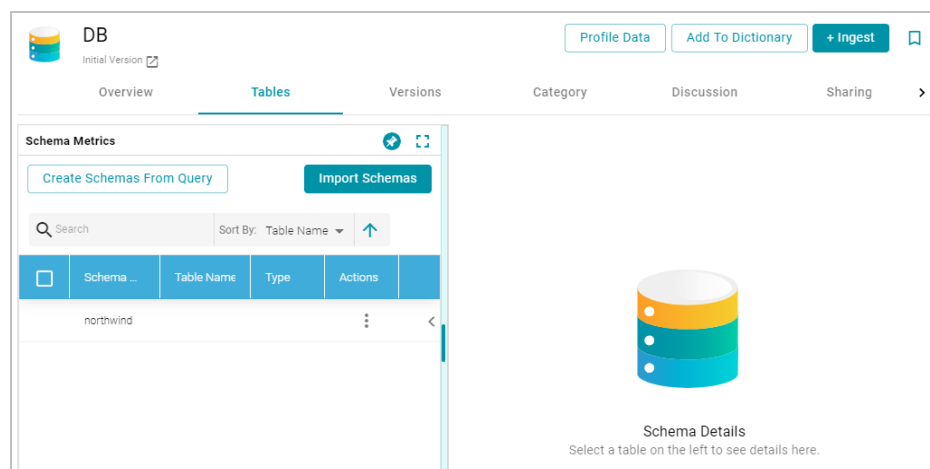 DB
Initial Version
Profile Data
Add To Dictionary
+ Ingest
Overview
Tables
Versions
Category
Discussion
Sharing
Schema Metrics
Create Schemas From Query
Import Schemas
Search
Sort By: Table Name
Schema ...
Table Name
Type
Actions
northwind
Schema Details
Select a table on the left to see details here.